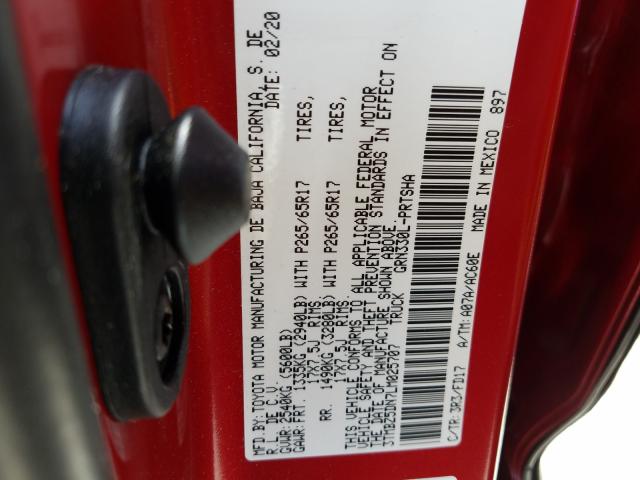 MFD. BY: TOYOTA MOTOR MANUFACTURING DE BAJA CALIFORNIA, S. DE
R.L. DE C.V. DATE: 02/20
GVWR: 2540KG (5600LB)
GAWR: FRT. 1335KG (2940LB) WITH P265/65R17 TIRES,
17X7.5J RIMS.
RR. 1490KG (3280LB) WITH P265/65R17 TIRES,
17X7.5J RIMS.
THIS VEHICLE CONFORMS TO ALL APPLICABLE FEDERAL MOTOR
VEHICLE SAFETY AND THEFT PREVENTION STANDARDS IN EFFECT ON
THE DATE OF MANUFACTURE SHOWN ABOVE.
3TMBZ5DN7LM025707 TRUCK GRN330L-PRTSHA
C/TR:3R3/FD17 A/TM:A07A/AC60E MADE IN MEXICO 897